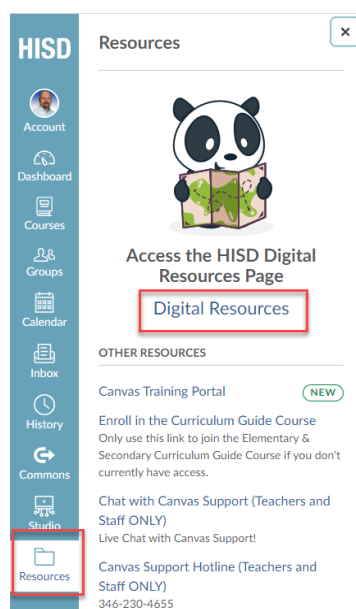 HISD
Account
Dashboard
Courses
Groups
Calendar
Inbox
History
Commons
Studio
Resources
Resources
×
Access the HISD Digital
Resources Page
Digital Resources
OTHER RESOURCES
Canvas Training Portal NEW
Enroll in the Curriculum Guide Course
Only use this link to join the Elementary &
Secondary Curriculum Guide Course if you don't
currently have access.
Chat with Canvas Support (Teachers and
Staff ONLY)
Live Chat with Canvas Support!
Canvas Support Hotline (Teachers and
Staff ONLY)
346-230-4655